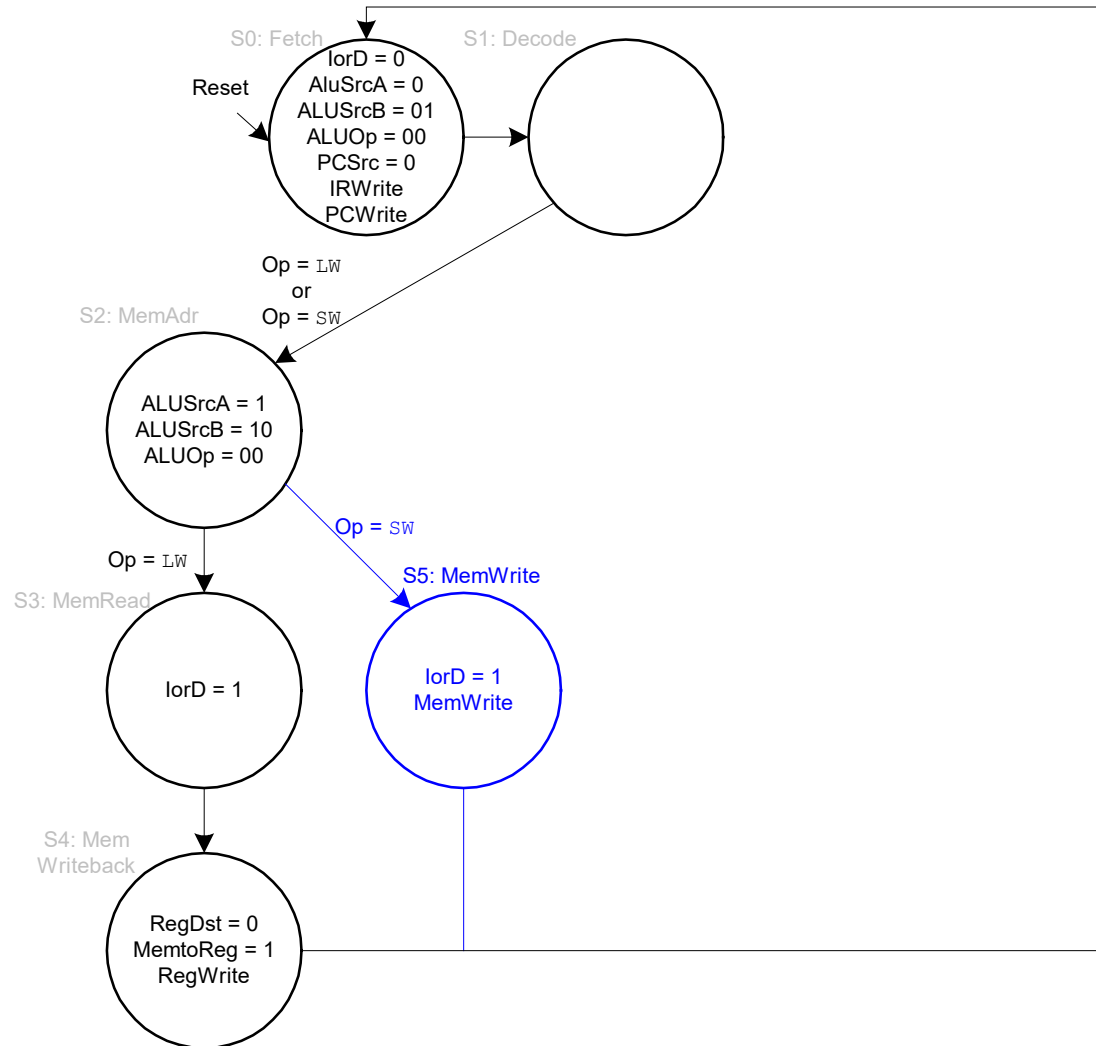 S0: Fetch
S1: Decode
Reset
IorD = 0
AluSrcA = 0
ALUSrcB = 01
ALUOp = 00
PCSrc = 0
IRWrite
PCWrite
Op = LW
or
Op = SW
S2: MemAdr
ALUSrcA = 1
ALUSrcB = 10
ALUOp = 00
Op = SW
Op = LW
S5: MemWrite
S3: MemRead
IorD = 1
IorD = 1
MemWrite
S4: Mem
Writeback
RegDst = 0
MemtoReg = 1
RegWrite